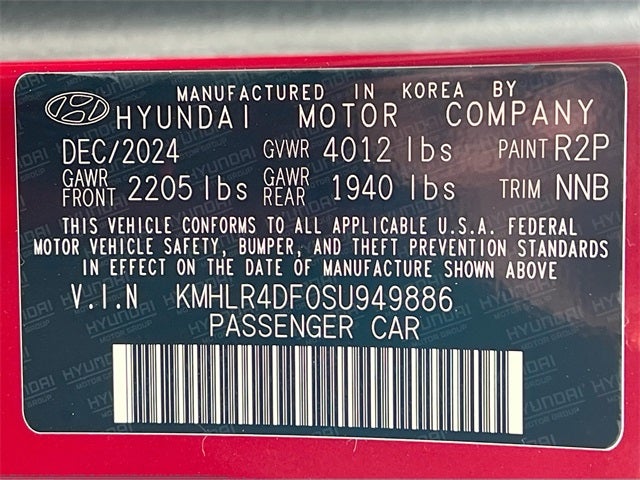 MANUFACTURED IN KOREA BY
HYUNDAI MOTOR COMPANY
DEC/2024 GVWR 4012 lbs PAINT R2P
GAWR FRONT 2205 lbs GAWR REAR 1940 lbs TRIM NNB
THIS VEHICLE CONFORMS TO ALL APPLICABLE U.S.A. FEDERAL
MOTOR VEHICLE SAFETY, BUMPER, AND THEFT PREVENTION STANDARDS
IN EFFECT ON THE DATE OF MANUFACTURE SHOWN ABOVE
V.I.N KMHLR4DF0SU949886
PASSENGER CAR